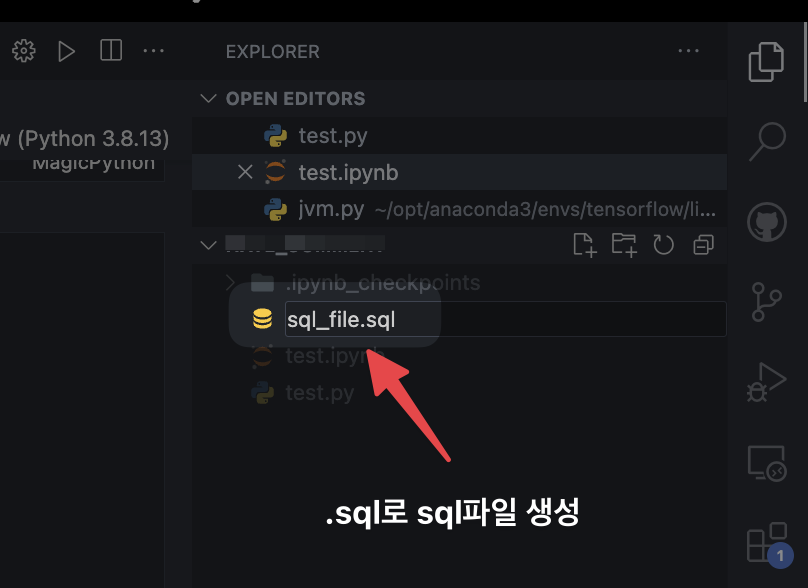 EXPLORER
OPEN EDITORS
w (Python 3.8.13)
MagicPython
test.py
test.ipynb
jvm.py ~/opt/anaconda3/envs/tensorflow/li...
.ipynb_checkpoints
sql_file.sql
test.ipynb
test.py
.sql로 sql파일 생성
1